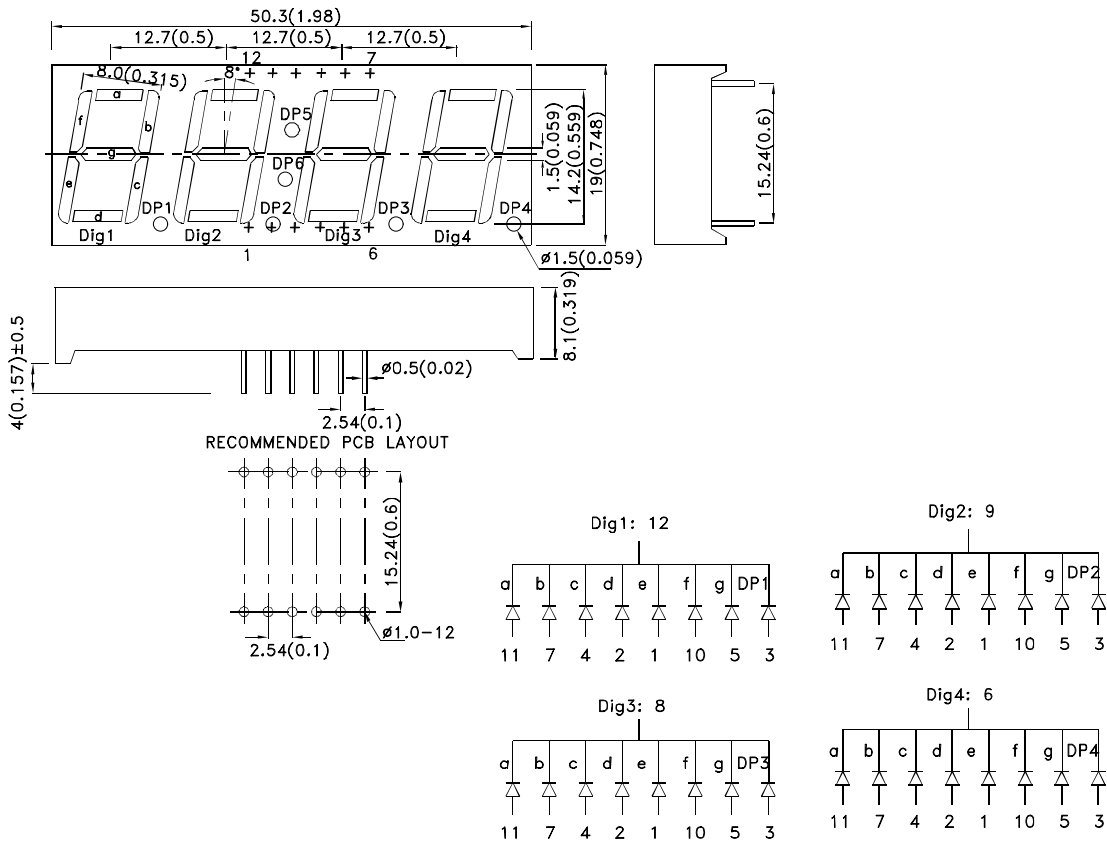 50.3(1.98)
12.7(0.5) 12.7(0.5) 12.7(0.5)
12 7
8.0(0.315) 8°
a
f b
g
e c
d
DP5
DP6
DP1 DP2 DP3 DP4
Dig1 Dig2 Dig3 Dig4
1 6
1.5(0.059)
14.2(0.559)
19(0.748)
ø1.5(0.059)
15.24(0.6)
4(0.157)±0.5
8.1(0.319)
ø0.5(0.02)
2.54(0.1)
RECOMMENDED PCB LAYOUT
15.24(0.6)
ø1.0-12
2.54(0.1)
Dig1: 12
a b c d e f g DP1
11 7 4 2 1 10 5 3
Dig2: 9
a b c d e f g DP2
11 7 4 2 1 10 5 3
Dig3: 8
a b c d e f g DP3
11 7 4 2 1 10 5 3
Dig4: 6
a b c d e f g DP4
11 7 4 2 1 10 5 3